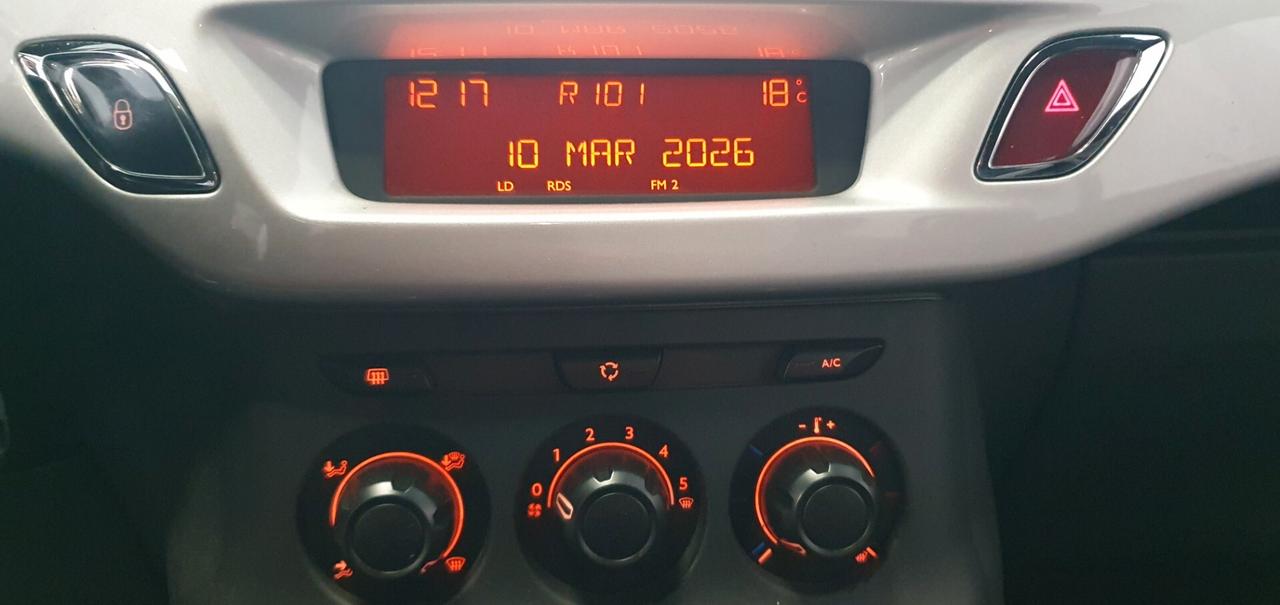 12 17 R 101 18°C
10 MAR 2026
LD RDS FM 2
A/C
- +
0 1 2 3 4 5